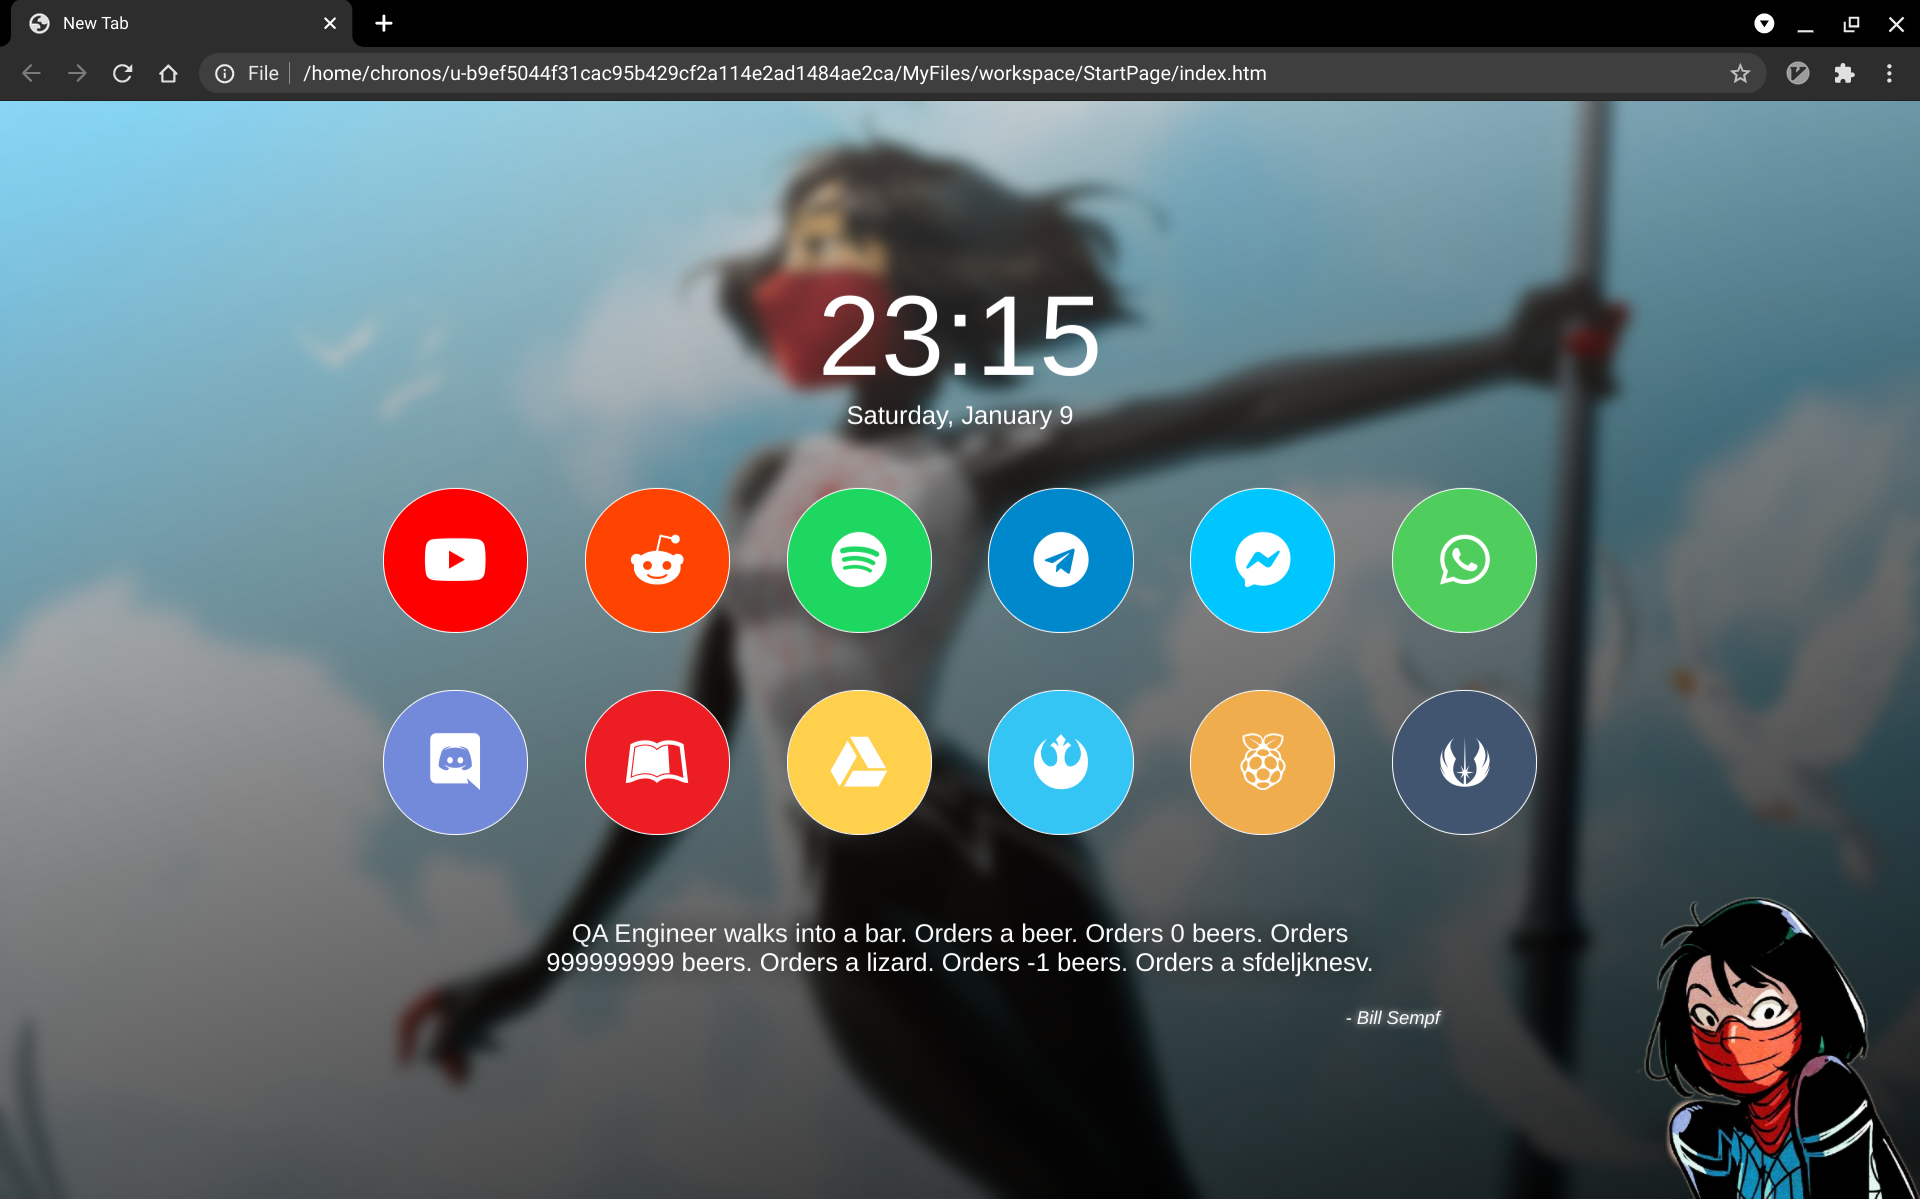 New Tab
File
/home/chronos/u-b9ef5044f31cac95b429cf2a114e2ad1484ae2ca/MyFiles/workspace/StartPage/index.htm
23:15
Saturday, January 9
QA Engineer walks into a bar. Orders a beer. Orders 0 beers. Orders
999999999 beers. Orders a lizard. Orders -1 beers. Orders a sfdeljknesv.
- Bill Sempf